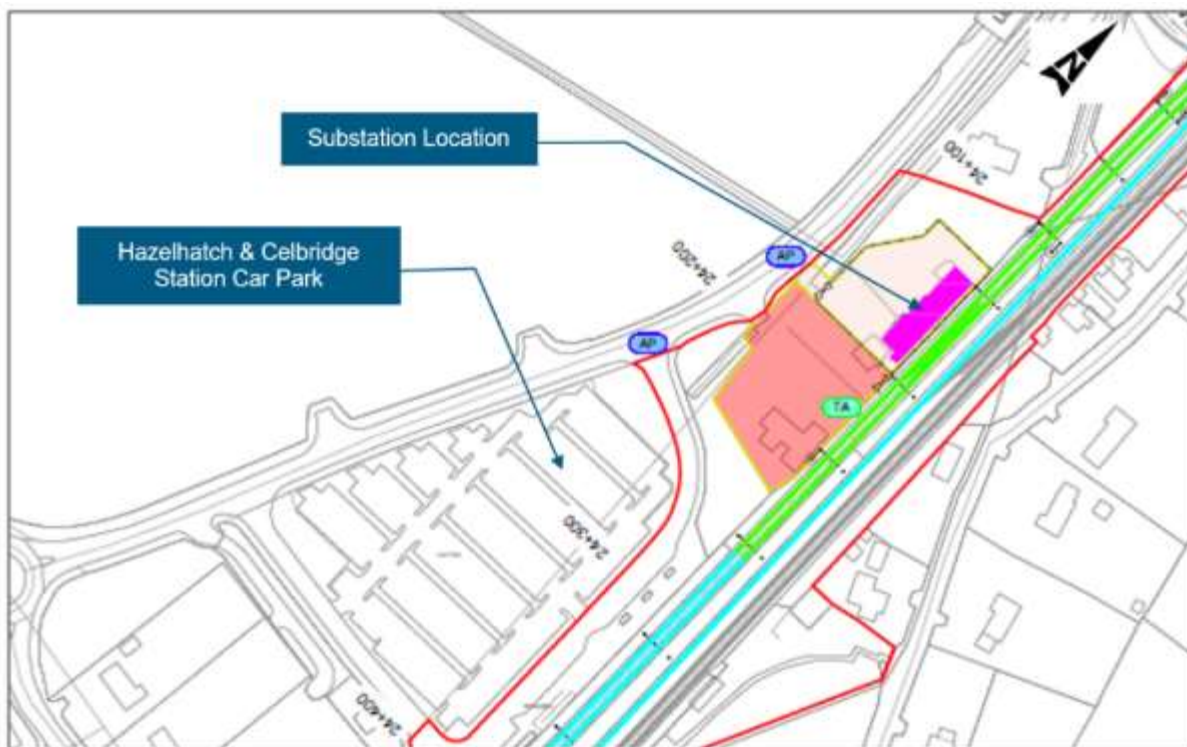 N
Substation Location
24+100
Hazelhatch & Celbridge
Station Car Park
24+200
AP
AP
TA
24+300
24+400